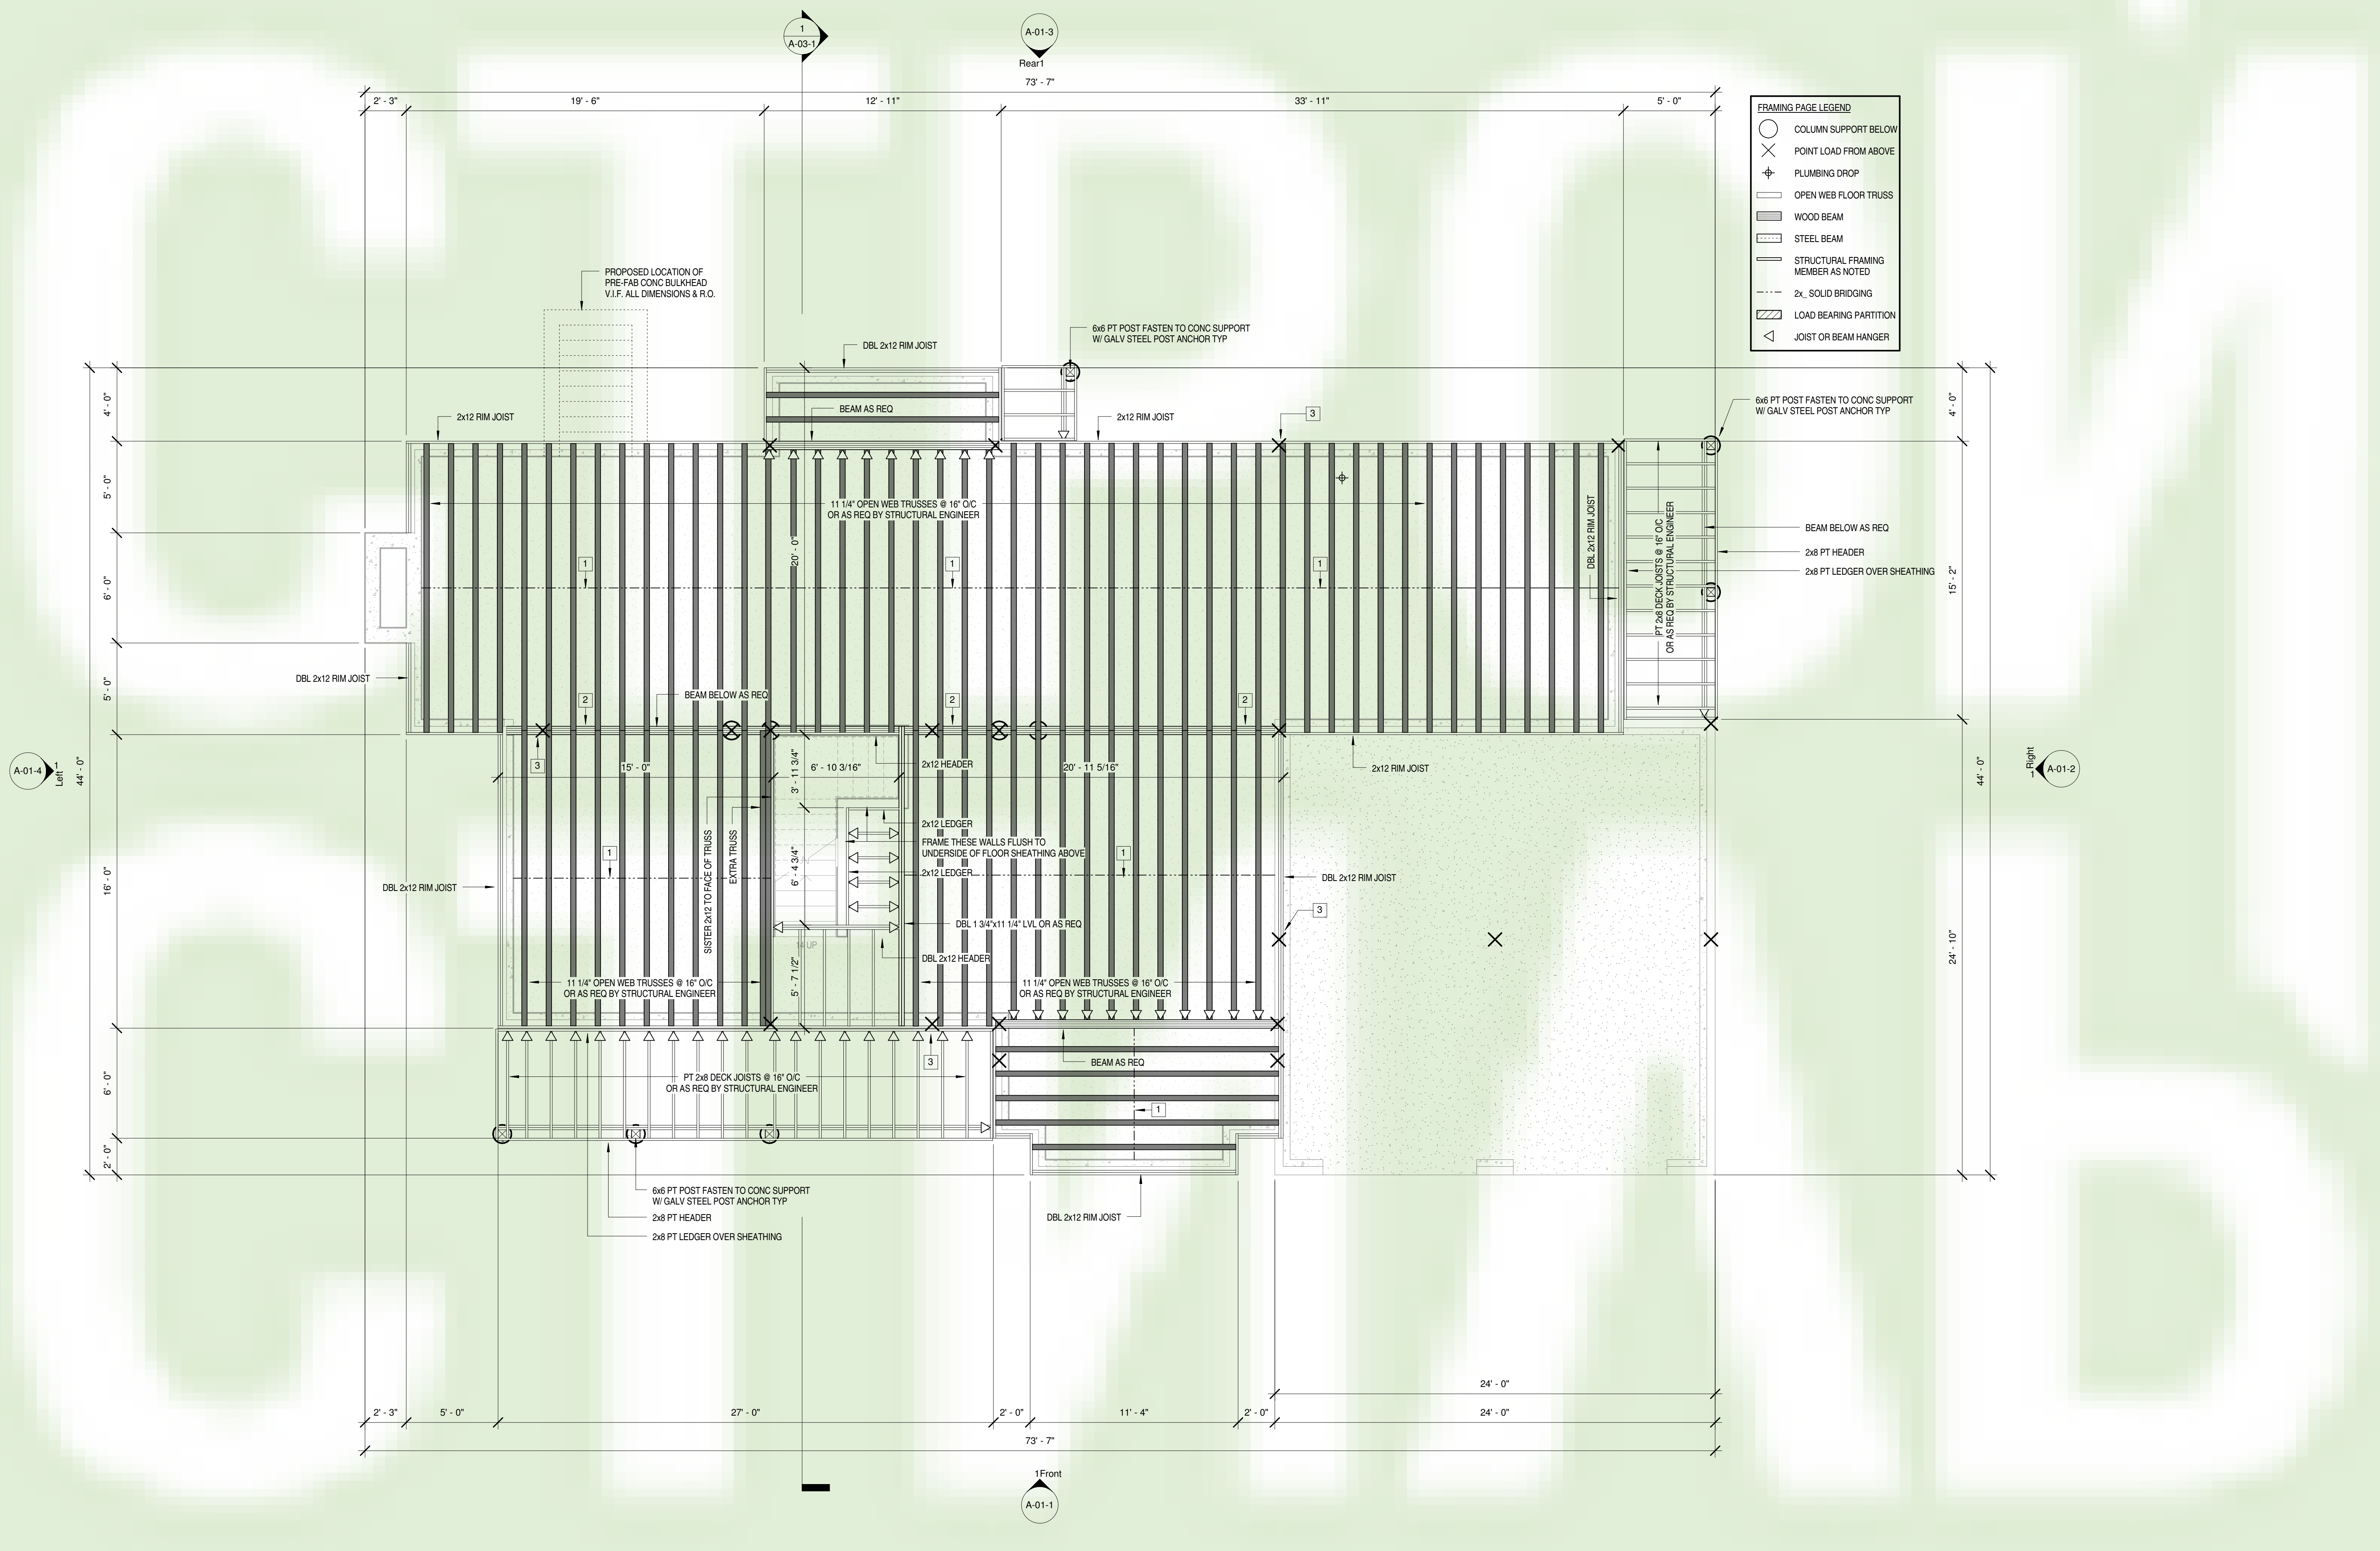 1
A-03-1
A-01-3
Rear1
73' - 7"
2' - 3"
19' - 6"
12' - 11"
33' - 11"
5' - 0"
FRAMING PAGE LEGEND
COLUMN SUPPORT BELOW
POINT LOAD FROM ABOVE
PLUMBING DROP
OPEN WEB FLOOR TRUSS
WOOD BEAM
STEEL BEAM
STRUCTURAL FRAMING
MEMBER AS NOTED
2x_ SOLID BRIDGING
LOAD BEARING PARTITION
JOIST OR BEAM HANGER
PROPOSED LOCATION OF
PRE-FAB CONC BULKHEAD
V.I.F. ALL DIMENSIONS & R.O.
DBL 2x12 RIM JOIST
6x6 PT POST FASTEN TO CONC SUPPORT
W/ GALV STEEL POST ANCHOR TYP
4' - 0"
2x12 RIM JOIST
BEAM AS REQ
2x12 RIM JOIST
3
6x6 PT POST FASTEN TO CONC SUPPORT
W/ GALV STEEL POST ANCHOR TYP
4' - 0"
5' - 0"
11 1/4" OPEN WEB TRUSSES @ 16" O/C
OR AS REQ BY STRUCTURAL ENGINEER
20' - 0"
DBL 2x12 RIM JOIST
PT 2x8 DECK JOISTS @ 16" O/C
OR AS REQ BY STRUCTURAL ENGINEER
BEAM BELOW AS REQ
2x8 PT HEADER
2x8 PT LEDGER OVER SHEATHING
15' - 2"
6' - 0"
1
1
1
DBL 2x12 RIM JOIST
5' - 0"
BEAM BELOW AS REQ
2
2
2
A-01-4
1
Left
44' - 0"
3
15' - 0"
3' - 11 3/4"
6' - 10 3/16"
2x12 HEADER
20' - 11 5/16"
2x12 RIM JOIST
44' - 0"
1
Right
A-01-2
2x12 LEDGER
FRAME THESE WALLS FLUSH TO
UNDERSIDE OF FLOOR SHEATHING ABOVE
2x12 LEDGER
16' - 0"
DBL 2x12 RIM JOIST
1
SISTER 2x12 TO FACE OF TRUSS
EXTRA TRUSS
6' - 4 3/4"
1
DBL 2x12 RIM JOIST
3
DBL 1 3/4"x11 1/4" LVL OR AS REQ
14 UP
DBL 2x12 HEADER
5' - 7 1/2"
24' - 10"
11 1/4" OPEN WEB TRUSSES @ 16" O/C
OR AS REQ BY STRUCTURAL ENGINEER
11 1/4" OPEN WEB TRUSSES @ 16" O/C
OR AS REQ BY STRUCTURAL ENGINEER
3
BEAM AS REQ
6' - 0"
PT 2x8 DECK JOISTS @ 16" O/C
OR AS REQ BY STRUCTURAL ENGINEER
1
2' - 0"
6x6 PT POST FASTEN TO CONC SUPPORT
W/ GALV STEEL POST ANCHOR TYP
2x8 PT HEADER
2x8 PT LEDGER OVER SHEATHING
DBL 2x12 RIM JOIST
24' - 0"
2' - 3"
5' - 0"
27' - 0"
2' - 0"
11' - 4"
2' - 0"
24' - 0"
73' - 7"
1Front
A-01-1